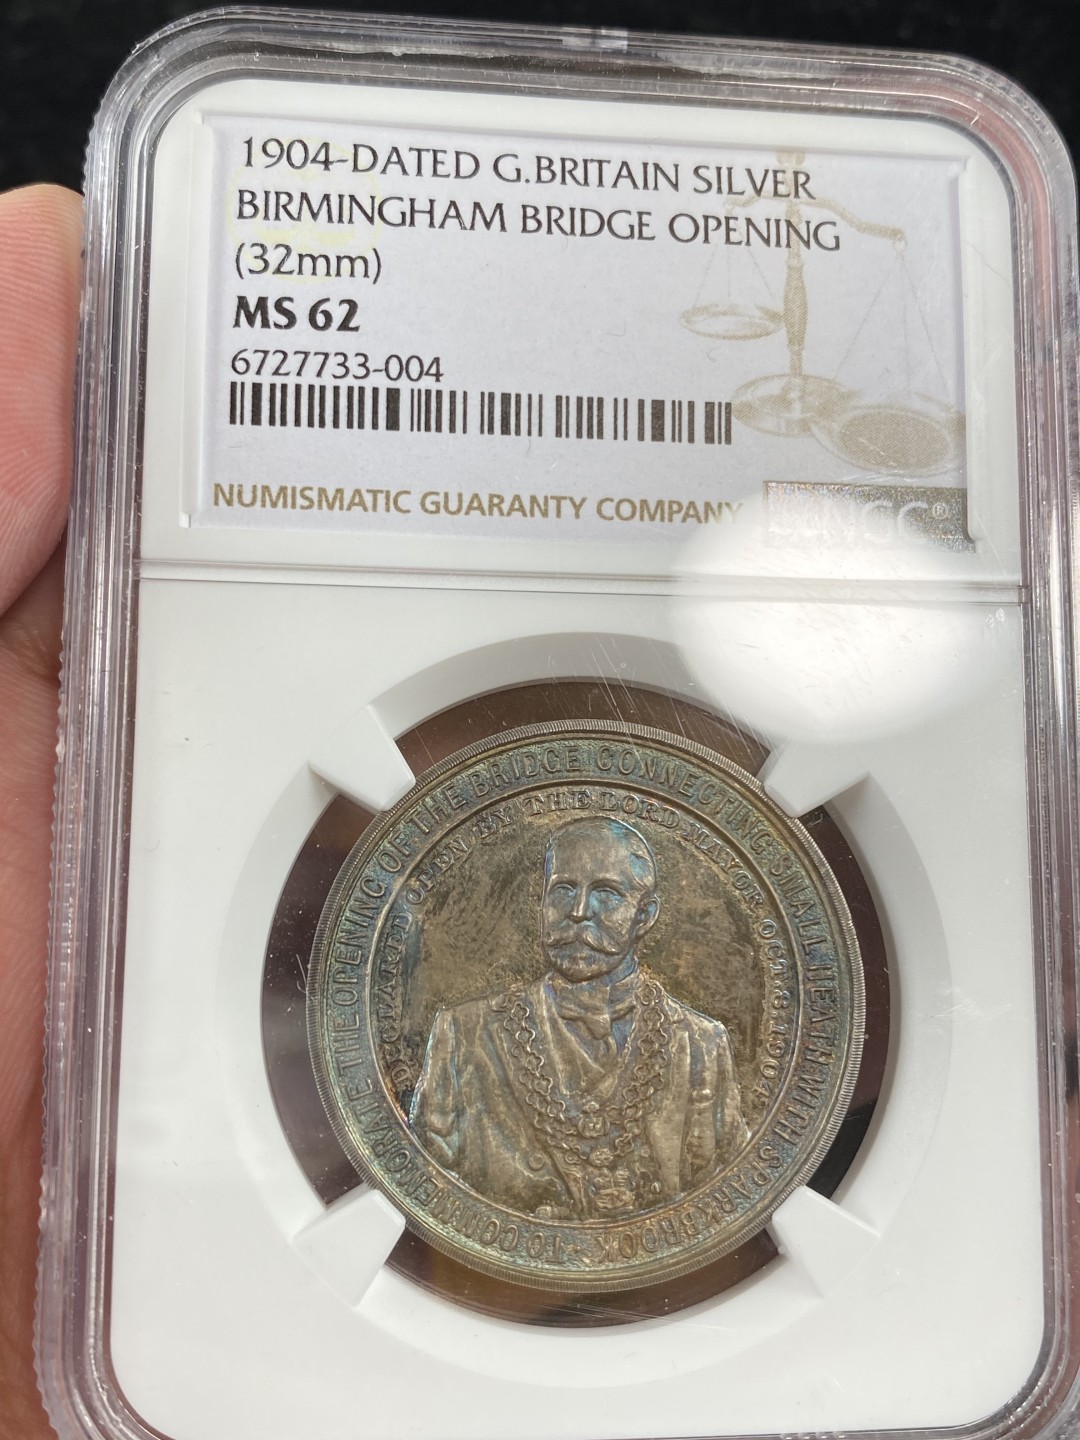 1904-DATED G.BRITAIN SILVER
BIRMINGHAM BRIDGE OPENING
(32mm)
MS 62
6727733-004
NUMISMATIC GUARANTY COMPANY
NGC®
TO COMMEMORATE THE OPENING OF THE BRIDGE CONNECTING SMALL HEATH WITH SPARKBROOK
DECLARED OPEN BY THE LORD MAYOR OCT. 8. 1904.